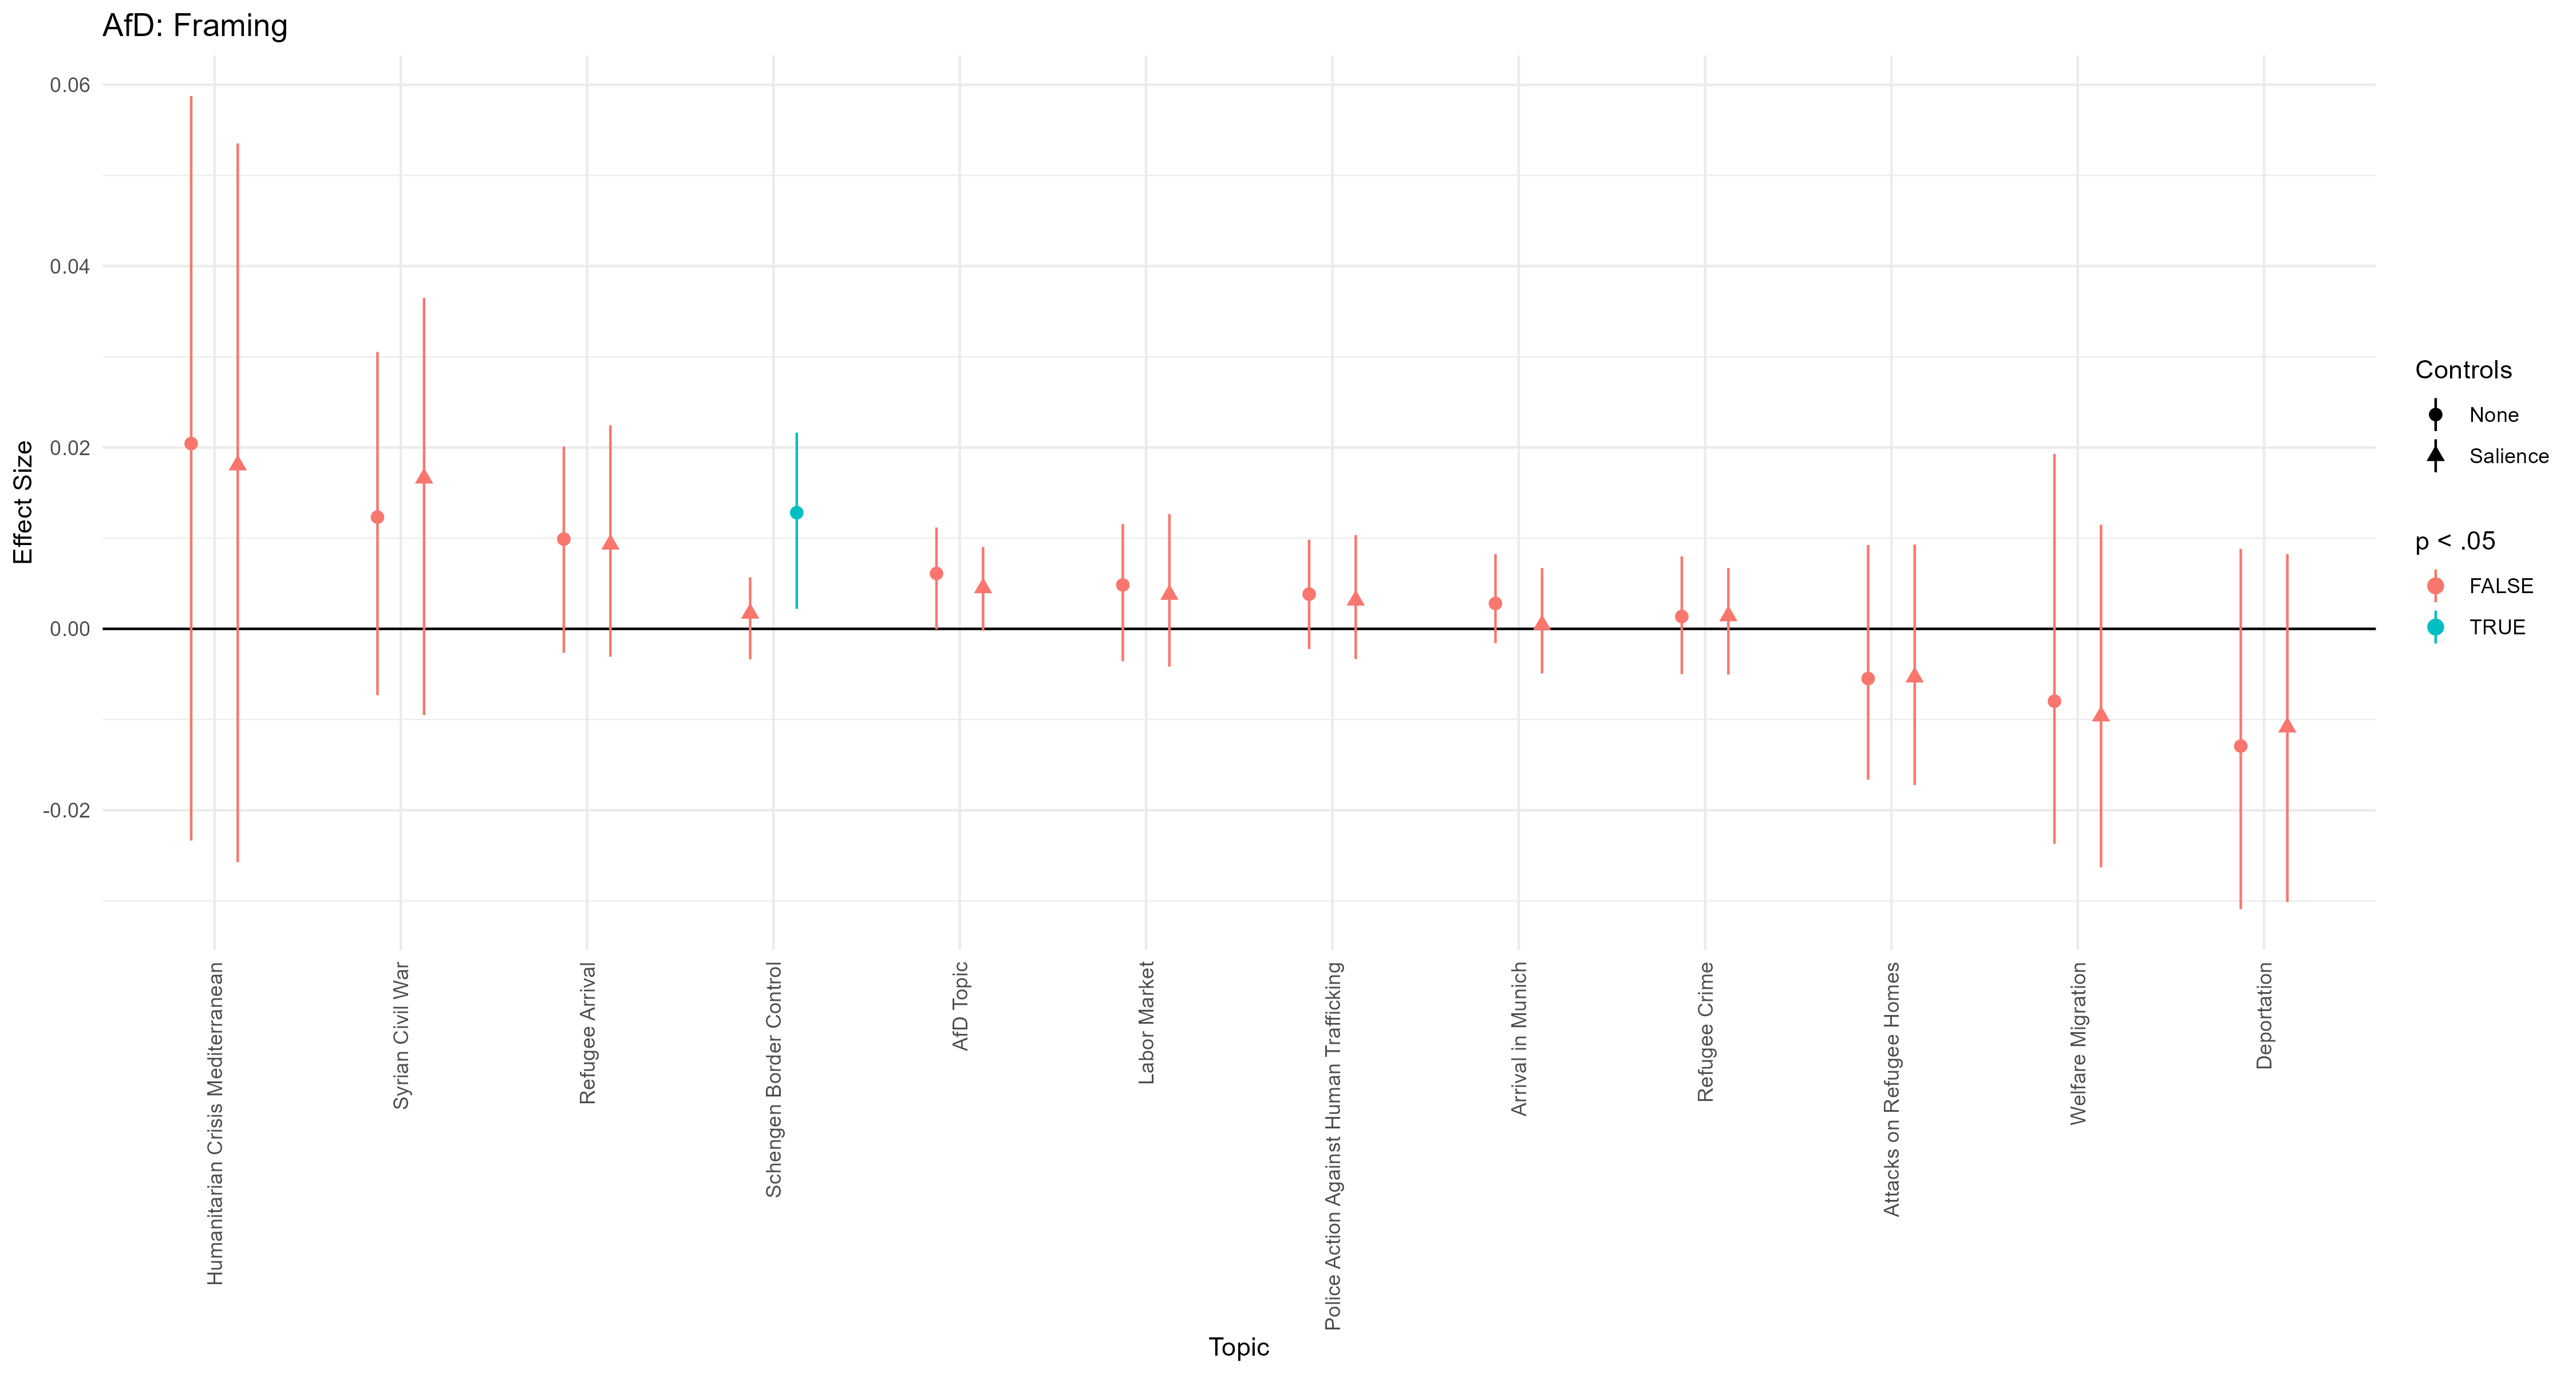 AfD: Framing
Effect Size
0.06
0.04
0.02
0.00
-0.02
Humanitarian Crisis Mediterranean
Syrian Civil War
Refugee Arrival
Schengen Border Control
AfD Topic
Labor Market
Police Action Against Human Trafficking
Arrival in Munich
Refugee Crime
Attacks on Refugee Homes
Welfare Migration
Deportation
Topic
Controls
None
Salience
p < .05
FALSE
TRUE